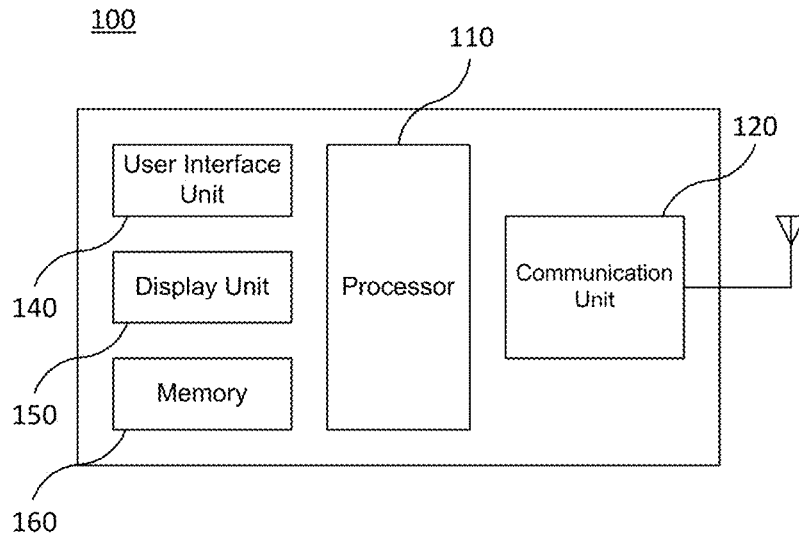 100
110
120
User Interface
Unit
Display Unit
Processor
Communication
Unit
140
Memory
150
160